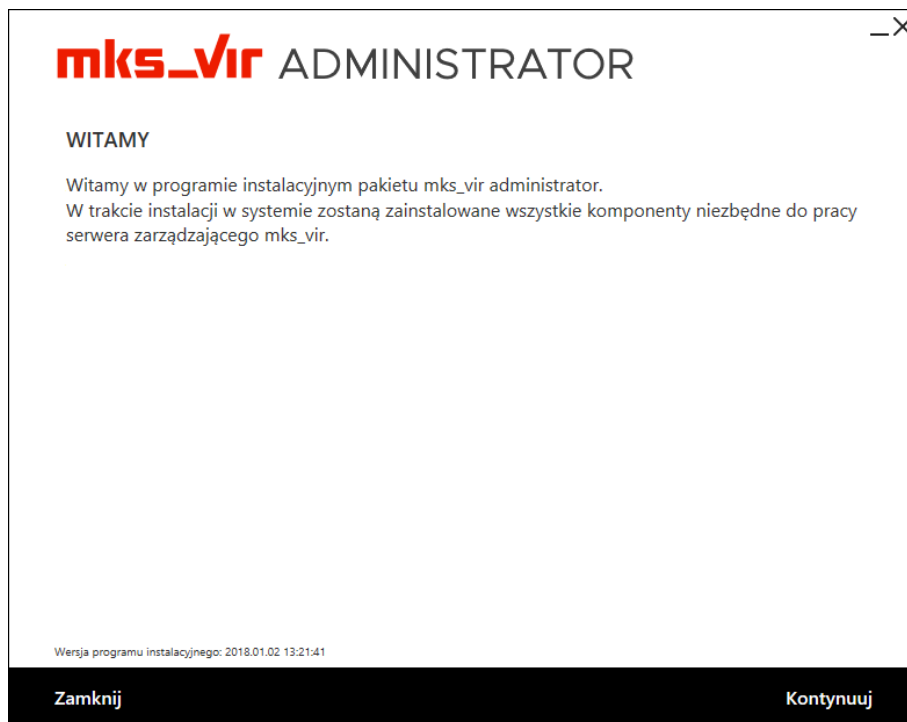 mks_vir ADMINISTRATOR
WITAMY
Witamy w programie instalacyjnym pakietu mks_vir administrator.
W trakcie instalacji w systemie zostaną zainstalowane wszystkie komponenty niezbędne do pracy
serwera zarządzającego mks_vir.
Wersja programu instalacyjnego: 2018.01.02 13:21:41
Zamknij
Kontynuuj